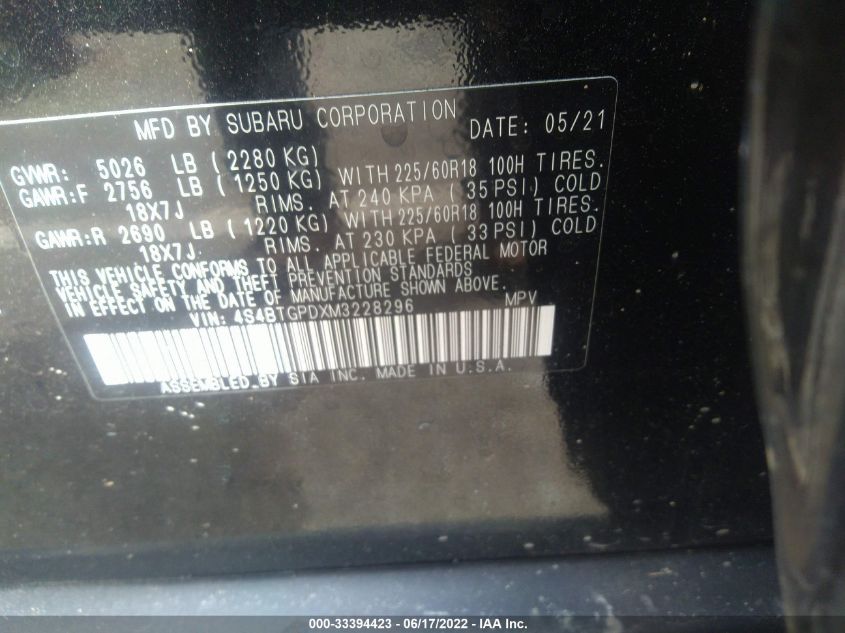 MFD BY SUBARU CORPORATION DATE: 05/21
GVWR: 5026 LB ( 2280 KG)
GAWR:F 2756 LB ( 1250 KG) WITH 225/60R18 100H TIRES.
18X7J RIMS. AT 240 KPA ( 35 PSI) COLD
GAWR:R 2690 LB ( 1220 KG) WITH 225/60R18 100H TIRES.
18X7J RIMS. AT 230 KPA ( 33 PSI) COLD
THIS VEHICLE CONFORMS TO ALL APPLICABLE FEDERAL MOTOR
VEHICLE SAFETY AND THEFT PREVENTION STANDARDS
IN EFFECT ON THE DATE OF MANUFACTURE SHOWN ABOVE.
VIN: 4S4BTGPDXM3228296 MPV
ASSEMBLED BY SIA INC. MADE IN U.S.A.
000-33394423 - 06/17/2022 - IAA Inc.